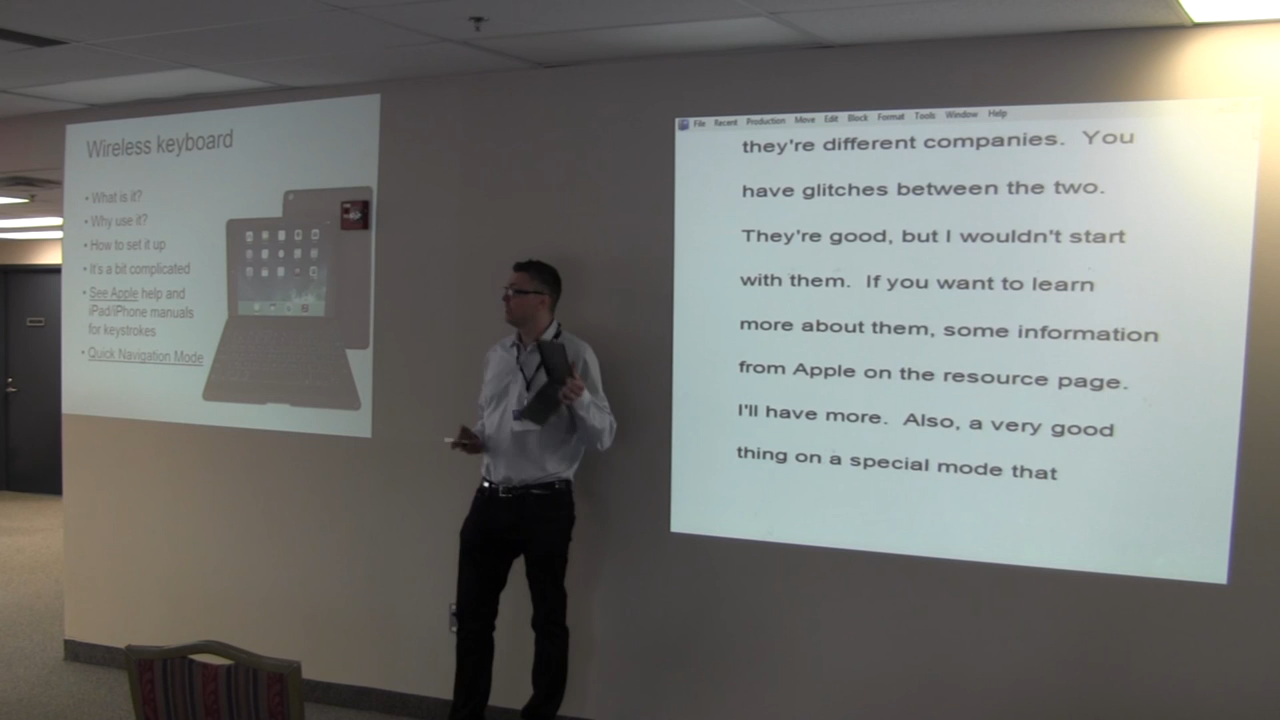 Wireless keyboard
• What is it?
• Why use it?
• How to set it up
• It's a bit complicated
• See Apple help and
iPad/iPhone manuals
for keystrokes
• Quick Navigation Mode
File Recent Production Move Edit Block Format Tools Window Help
they're different companies. You
have glitches between the two.
They're good, but I wouldn't start
with them. If you want to learn
more about them, some information
from Apple on the resource page.
I'll have more. Also, a very good
thing on a special mode that